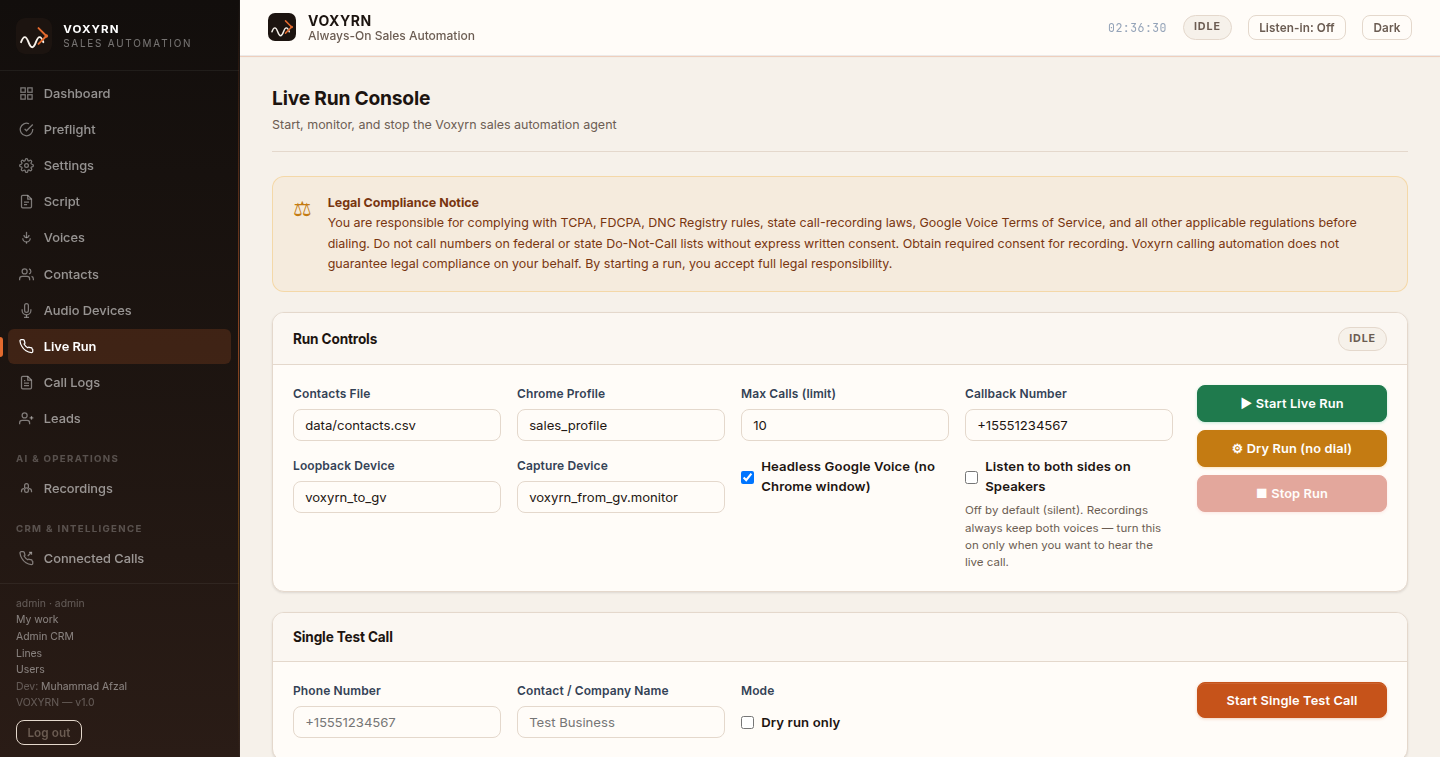 VOXYRN
SALES AUTOMATION
Dashboard
Preflight
Settings
Script
Voices
Contacts
Audio Devices
Live Run
Call Logs
Leads
AI & OPERATIONS
Recordings
CRM & INTELLIGENCE
Connected Calls
admin · admin
My work
Admin CRM
Lines
Users
Dev: Muhammad Afzal
VOXYRN — v1.0
Log out
VOXYRN
Always-On Sales Automation
02:36:30
IDLE
Listen-in: Off
Dark
Live Run Console
Start, monitor, and stop the Voxyrn sales automation agent
Legal Compliance Notice
You are responsible for complying with TCPA, FDCPA, DNC Registry rules, state call-recording laws, Google Voice Terms of Service, and all other applicable regulations before
dialing. Do not call numbers on federal or state Do-Not-Call lists without express written consent. Obtain required consent for recording. Voxyrn calling automation does not
guarantee legal compliance on your behalf. By starting a run, you accept full legal responsibility.
Run Controls
IDLE
Contacts File
data/contacts.csv
Chrome Profile
sales_profile
Max Calls (limit)
10
Callback Number
+15551234567
Loopback Device
voxyrn_to_gv
Capture Device
voxyrn_from_gv.monitor
Headless Google Voice (no
Chrome window)
Listen to both sides on
Speakers
Off by default (silent). Recordings
always keep both voices — turn this
on only when you want to hear the
live call.
▶ Start Live Run
⚙ Dry Run (no dial)
■ Stop Run
Single Test Call
Phone Number
+15551234567
Contact / Company Name
Test Business
Mode
Dry run only
Start Single Test Call